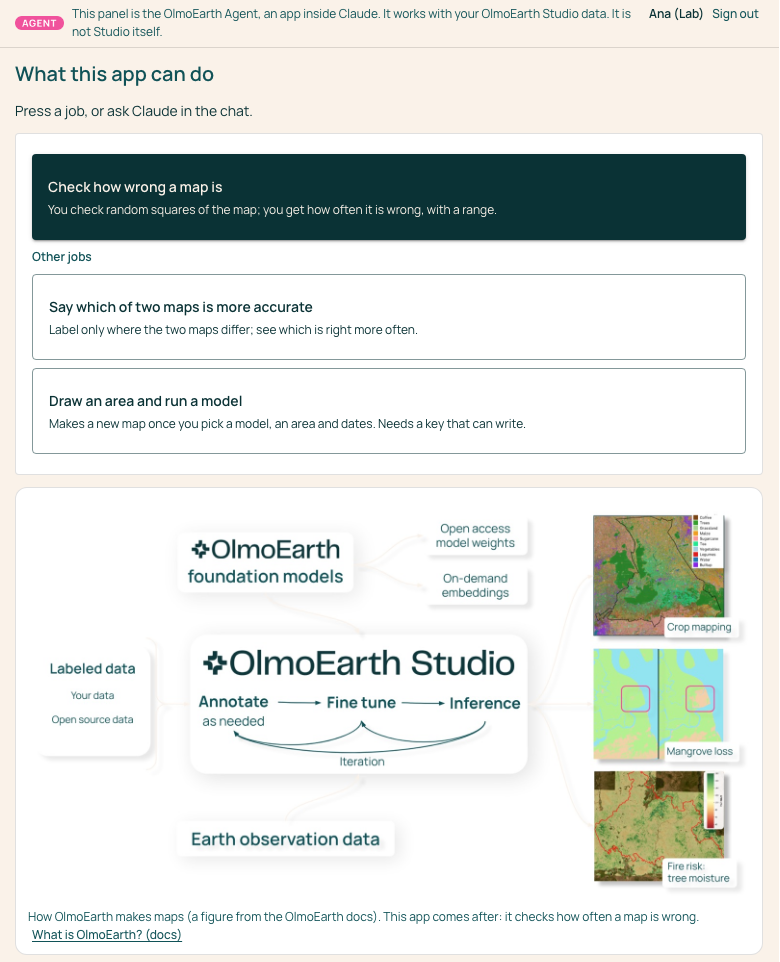 AGENT
This panel is the OlmoEarth Agent, an app inside Claude. It works with your OlmoEarth Studio data. It is
not Studio itself.
Ana (Lab)
Sign out
What this app can do
Press a job, or ask Claude in the chat.
Check how wrong a map is
You check random squares of the map; you get how often it is wrong, with a range.
Other jobs
Say which of two maps is more accurate
Label only where the two maps differ; see which is right more often.
Draw an area and run a model
Makes a new map once you pick a model, an area and dates. Needs a key that can write.
OlmoEarth
foundation models
Open access
model weights
On-demand
embeddings
Labeled data
Your data
Open source data
OlmoEarth Studio
Annotate
as needed
Fine tune
Inference
Iteration
Earth observation data
Crop mapping
Mangrove loss
Fire risk:
tree moisture
How OlmoEarth makes maps (a figure from the OlmoEarth docs). This app comes after: it checks how often a map is wrong.
What is OlmoEarth? (docs)